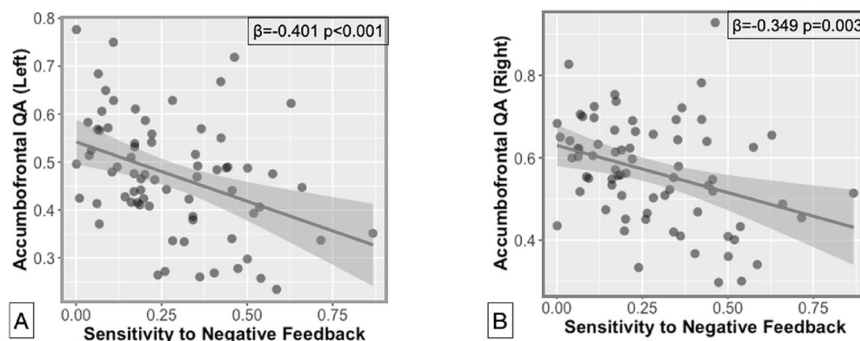 β=-0.401 p<0.001
0.8
0.7
0.6
0.5
0.4
0.3
Accumbofrontal QA (Left)
0.00 0.25 0.50 0.75
Sensitivity to Negative Feedback
A
β=-0.349 p=0.003
0.8
0.6
0.4
Accumbofrontal QA (Right)
0.00 0.25 0.50 0.75
Sensitivity to Negative Feedback
B